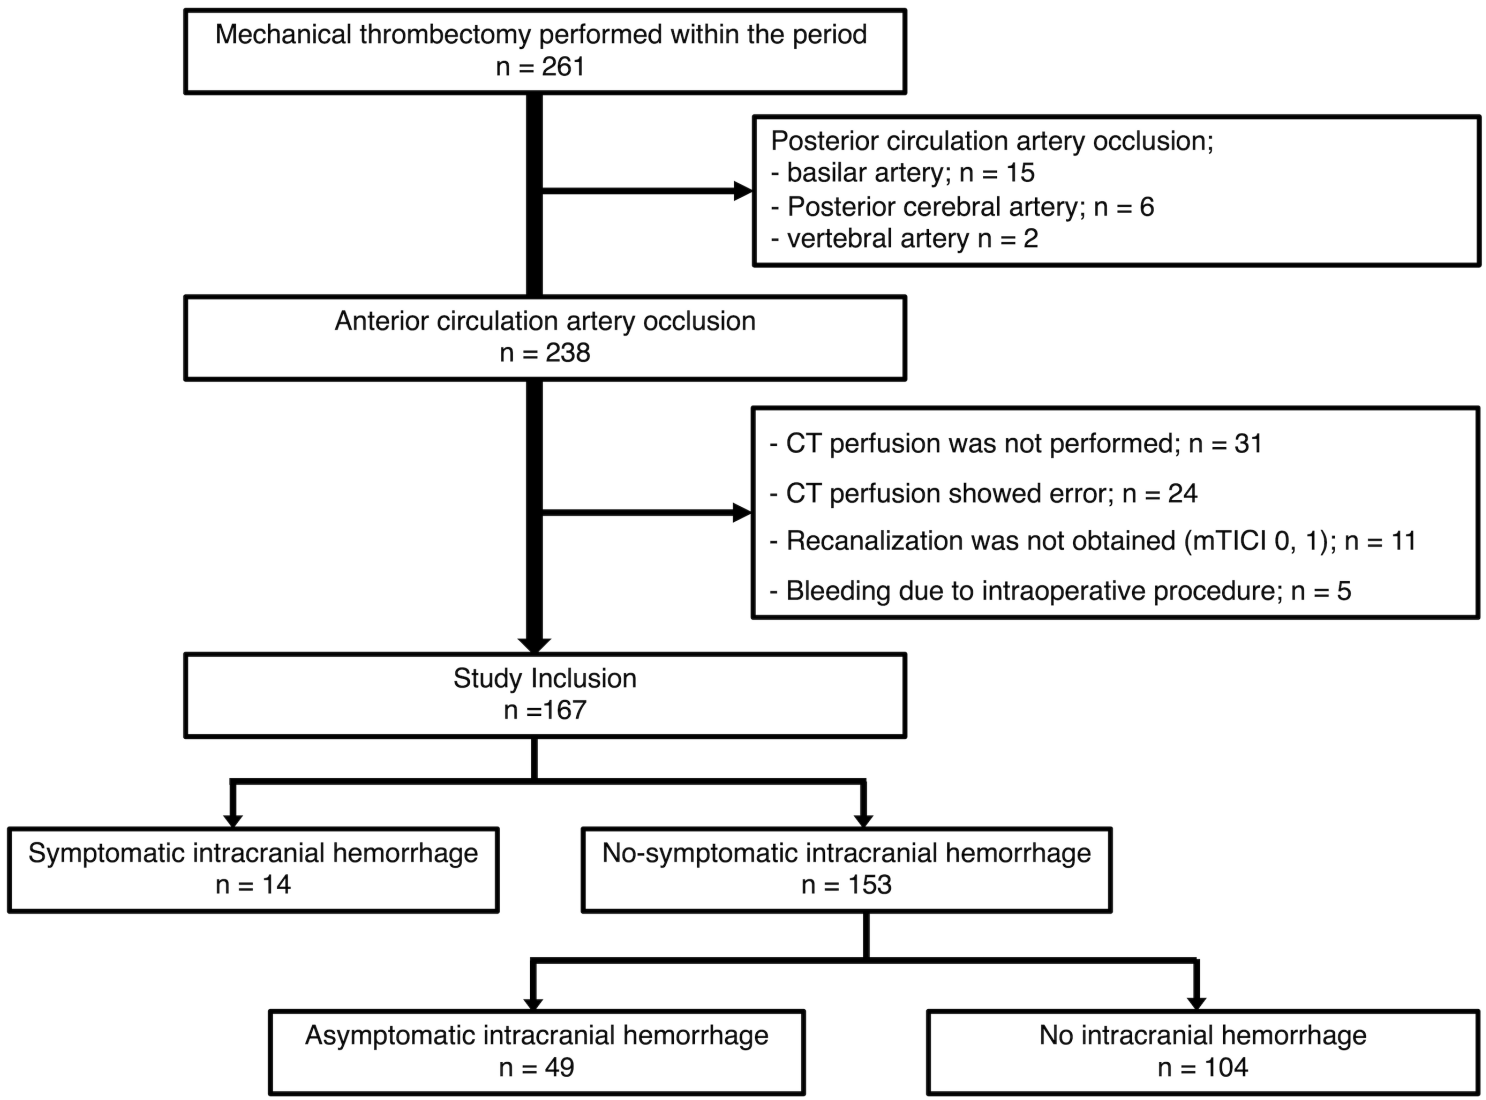 Mechanical thrombectomy performed within the period
n = 261
Posterior circulation artery occlusion;
- basilar artery; n = 15
- Posterior cerebral artery; n = 6
- vertebral artery n = 2
Anterior circulation artery occlusion
n = 238
- CT perfusion was not performed; n = 31
- CT perfusion showed error; n = 24
- Recanalization was not obtained (mTICI 0, 1); n = 11
- Bleeding due to intraoperative procedure; n = 5
Study Inclusion
n =167
Symptomatic intracranial hemorrhage
n = 14
No-symptomatic intracranial hemorrhage
n = 153
Asymptomatic intracranial hemorrhage
n = 49
No intracranial hemorrhage
n = 104